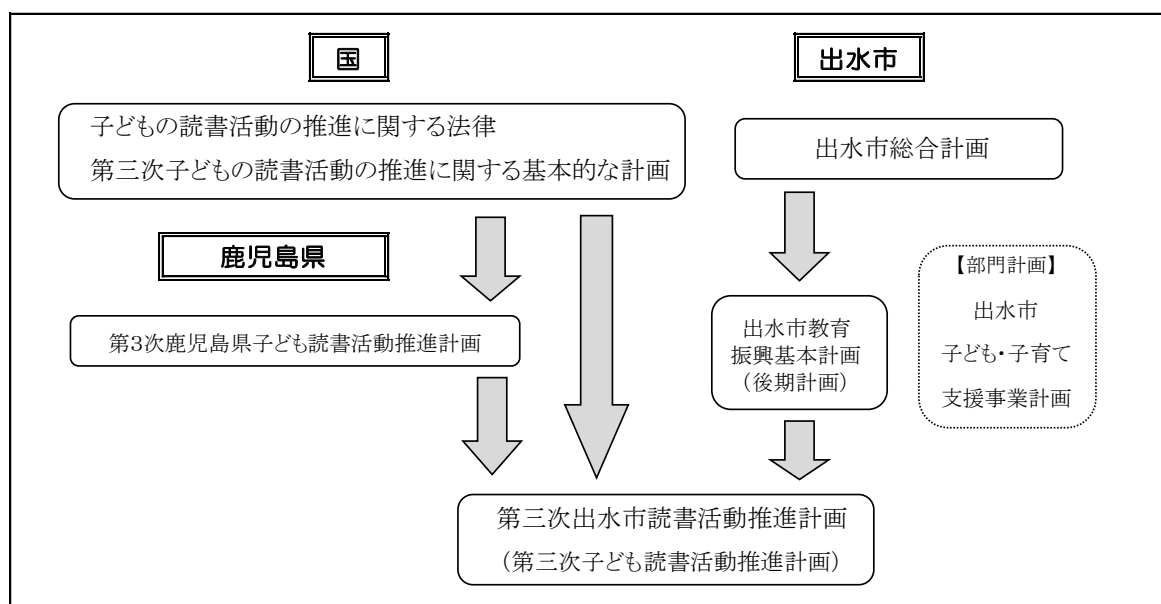 国
出水市
子どもの読書活動の推進に関する法律
第三次子どもの読書活動の推進に関する基本的な計画
出水市総合計画
鹿児島県
【部門計画】
出水市
子ども・子育て
支援事業計画
第3次鹿児島県子ども読書活動推進計画
出水市教育
振興基本計画
(後期計画)
第三次出水市読書活動推進計画
(第三次子ども読書活動推進計画)